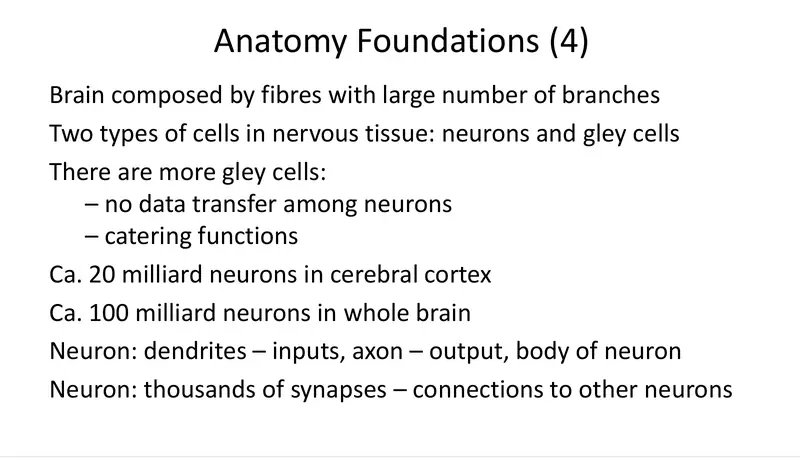 Anatomy Foundations (4)
Brain composed by fibres with large number of branches
Two types of cells in nervous tissue: neurons and gley cells
There are more gley cells:
– no data transfer among neurons
– catering functions
Ca. 20 milliard neurons in cerebral cortex
Ca. 100 milliard neurons in whole brain
Neuron: dendrites – inputs, axon – output, body of neuron
Neuron: thousands of synapses – connections to other neurons